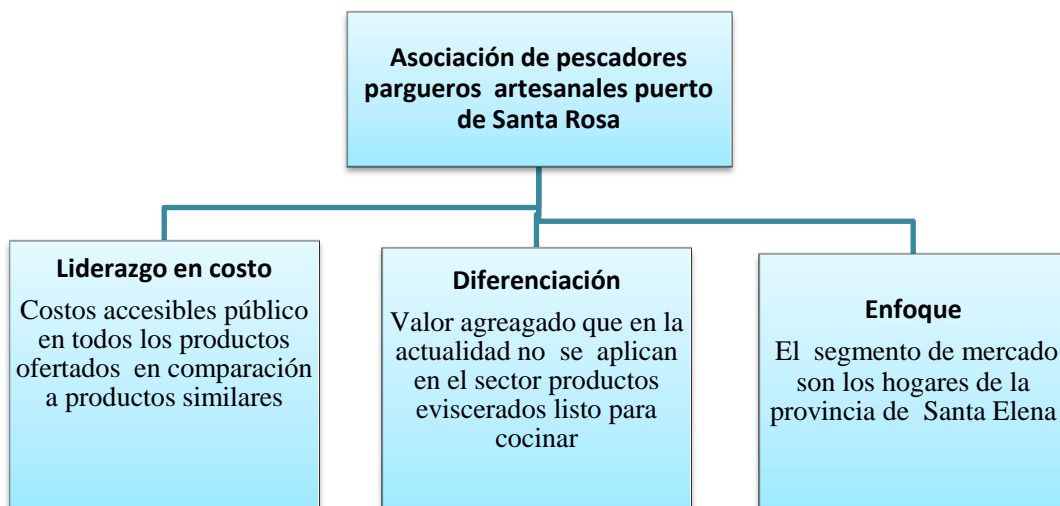 Asociación de pescadores
pargueros artesanales puerto
de Santa Rosa
Liderazgo en costo
Costos accesibles público
en todos los productos
ofertados en comparación
a productos similares
Diferenciación
Valor agreagado que en la
actualidad no se aplican
en el sector productos
eviscerados listo para
cocinar
Enfoque
El segmento de mercado
son los hogares de la
provincia de Santa Elena